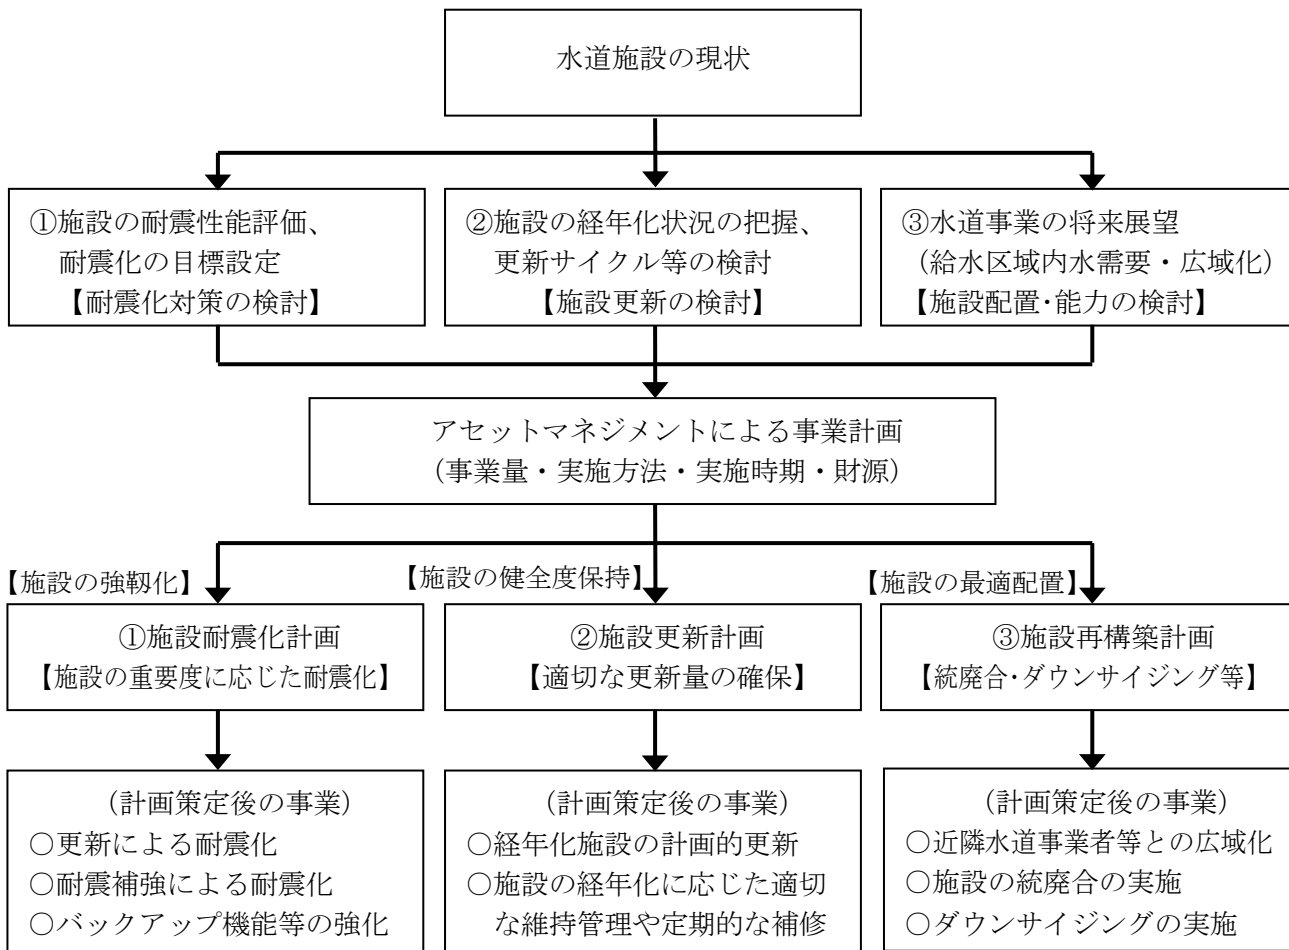 水道施設の現状
①施設の耐震性能評価、
耐震化の目標設定
【耐震化対策の検討】
②施設の経年化状況の把握、
更新サイクル等の検討
【施設更新の検討】
③水道事業の将来展望
（給水区域内水需要・広域化）
【施設配置・能力の検討】
アセットマネジメントによる事業計画
（事業量・実施方法・実施時期・財源）
【施設の強靱化】
【施設の健全度保持】
【施設の最適配置】
①施設耐震化計画
【施設の重要度に応じた耐震化】
②施設更新計画
【適切な更新量の確保】
③施設再構築計画
【統廃合・ダウンサイジング等】
（計画策定後の事業）
○更新による耐震化
○耐震補強による耐震化
○バックアップ機能等の強化
（計画策定後の事業）
○経年化施設の計画的更新
○施設の経年化に応じた適切
な維持管理や定期的な補修
（計画策定後の事業）
○近隣水道事業者等との広域化
○施設の統廃合の実施
○ダウンサイジングの実施